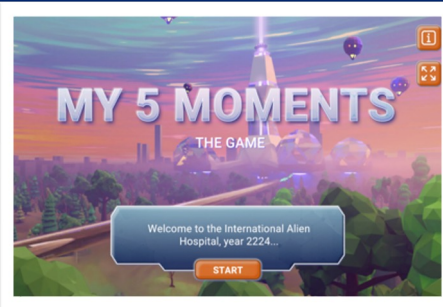 MY 5 MOMENTS
THE GAME
Welcome to the International Alien
Hospital, year 2224...
START